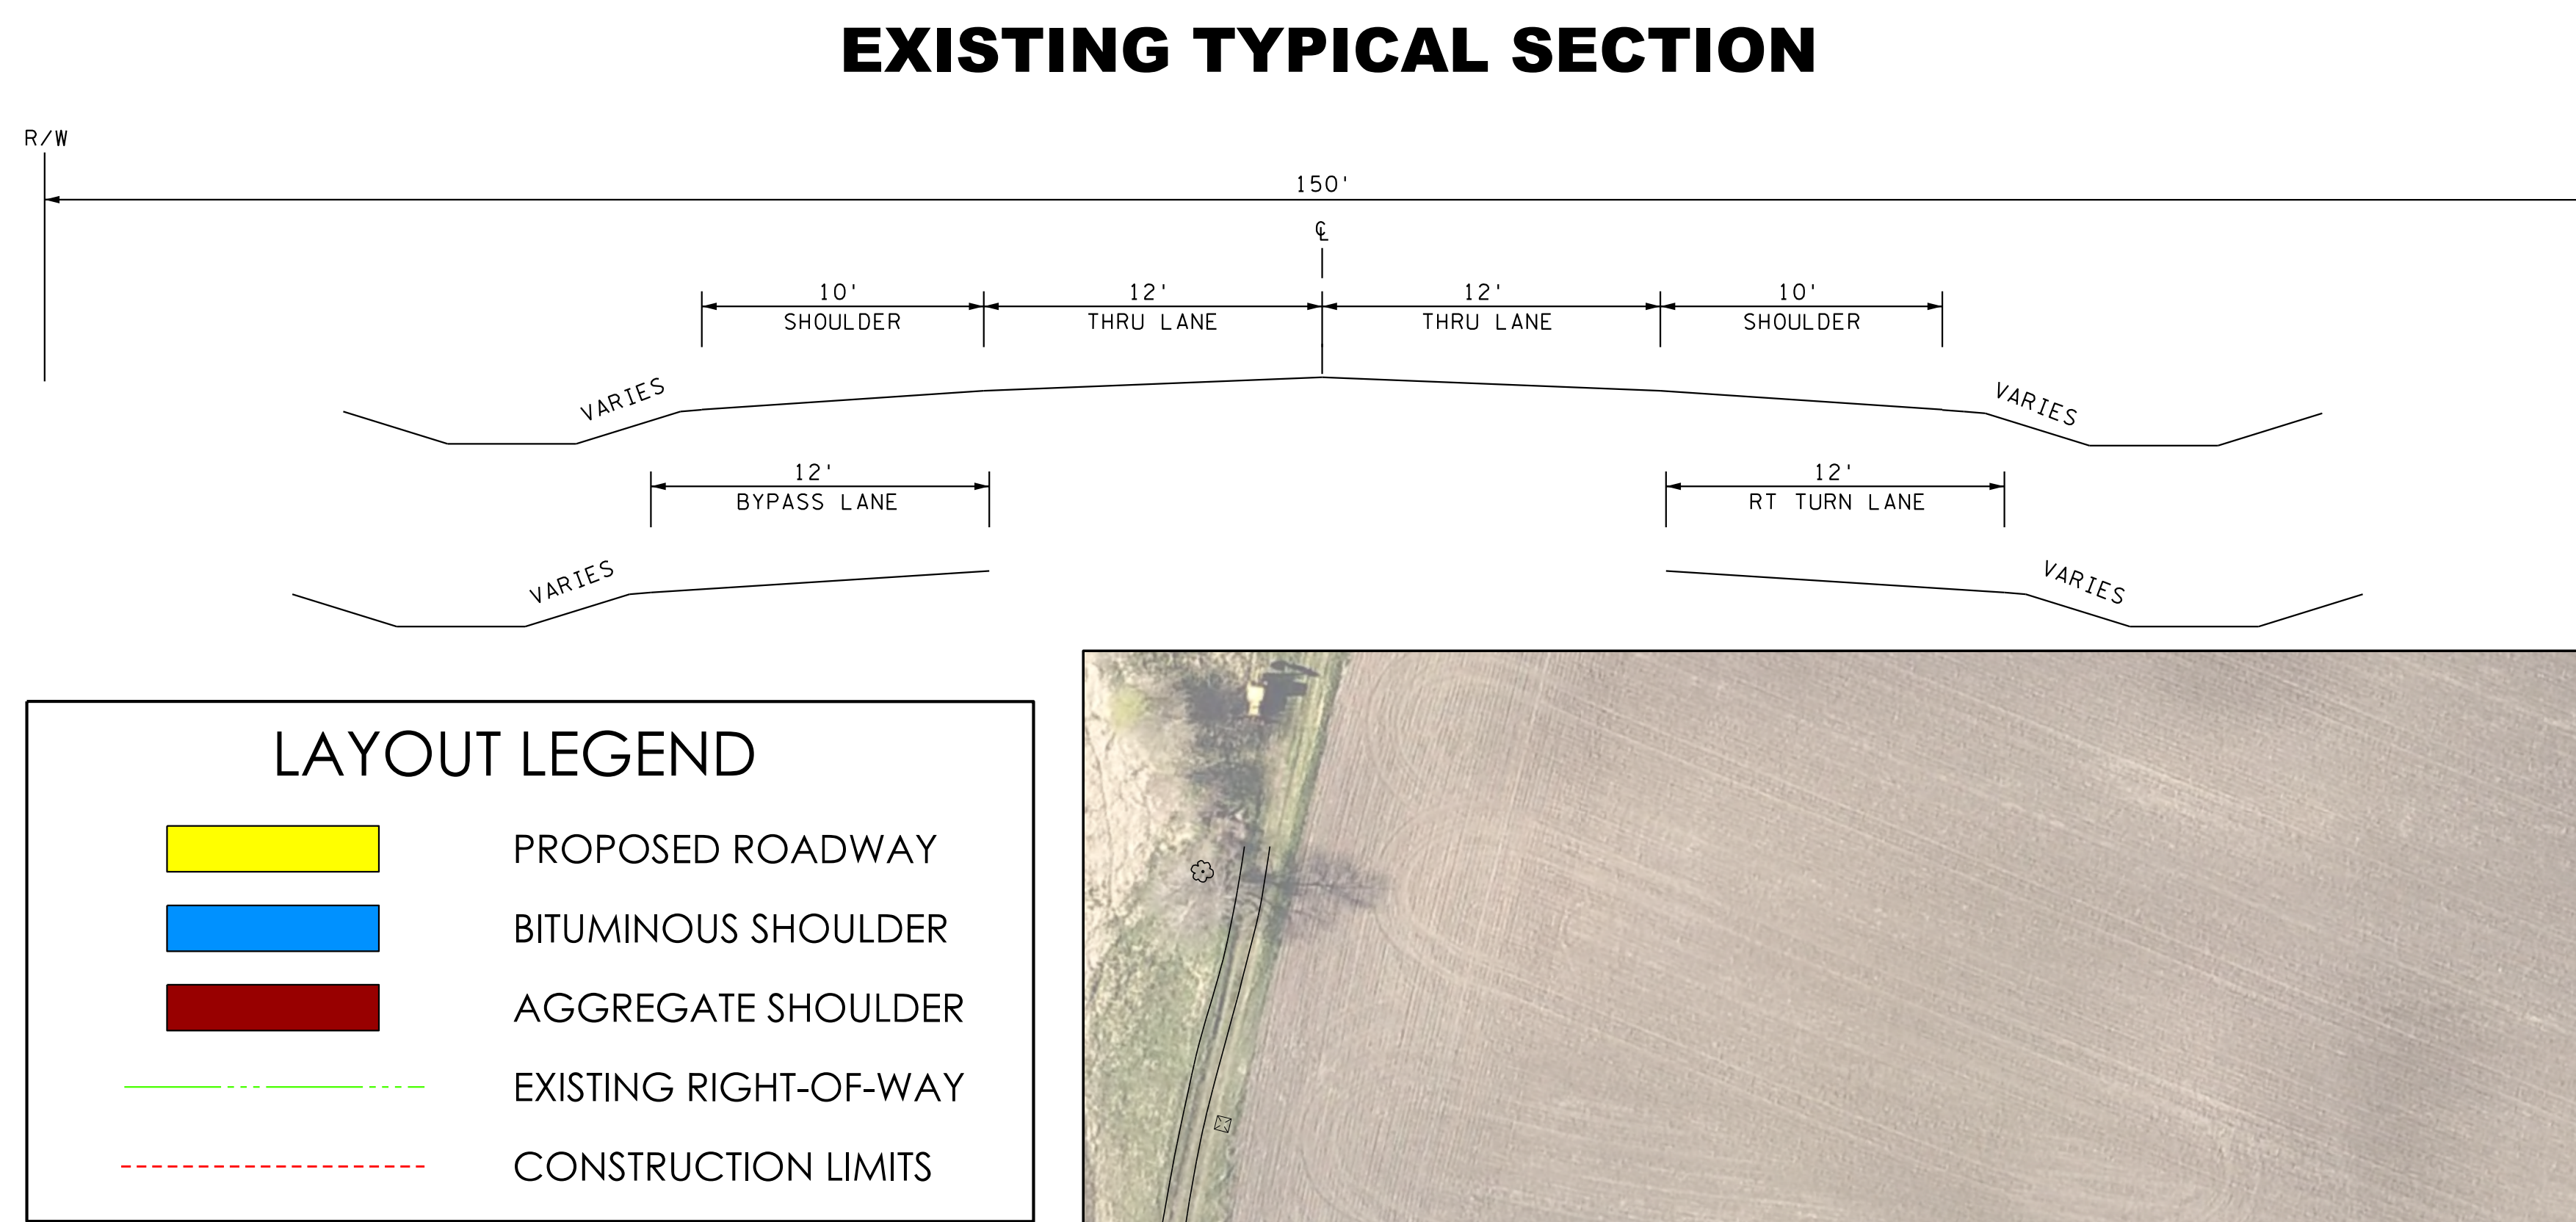 EXISTING TYPICAL SECTION
R/W
150'
℄
10' 12' 12' 10'
SHOULDER THRU LANE THRU LANE SHOULDER
VARIES VARIES
12' 12'
BYPASS LANE RT TURN LANE
VARIES VARIES
LAYOUT LEGEND
PROPOSED ROADWAY
BITUMINOUS SHOULDER
AGGREGATE SHOULDER
EXISTING RIGHT-OF-WAY
CONSTRUCTION LIMITS